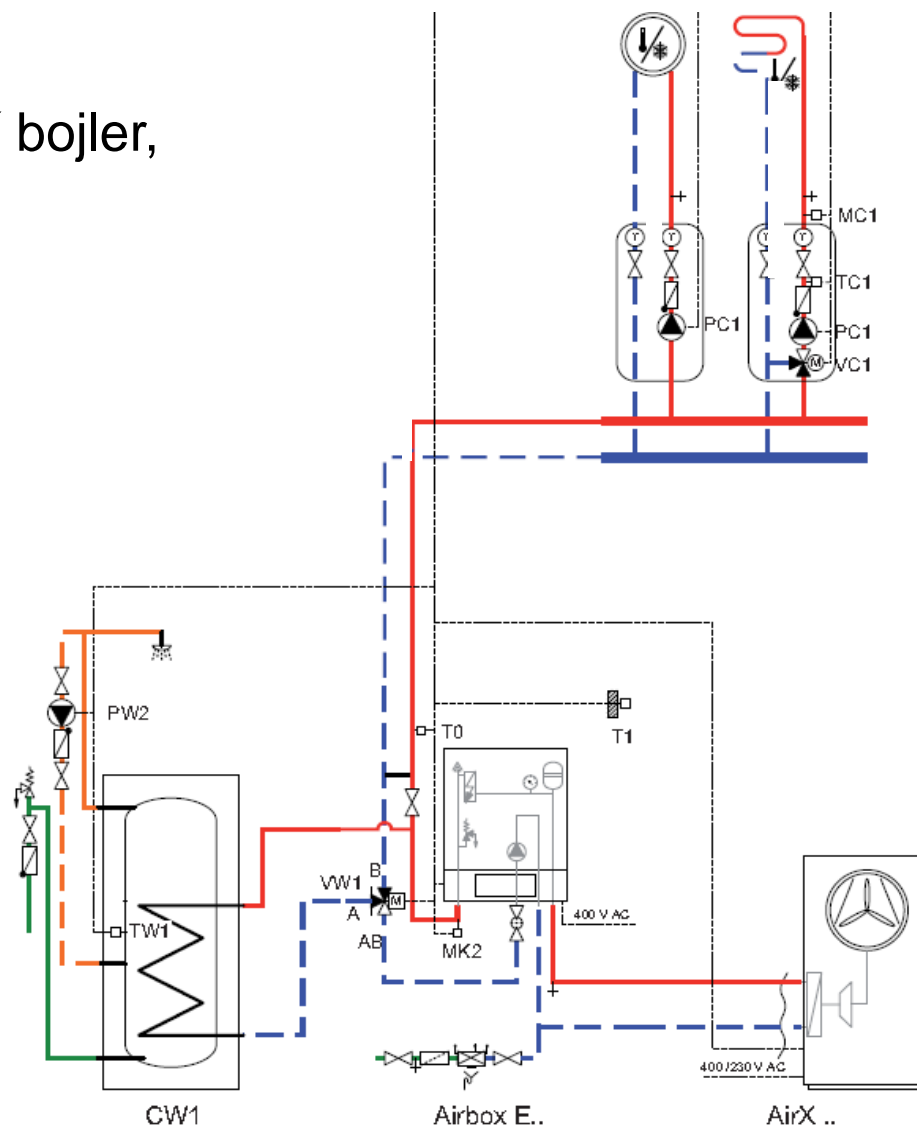 bojler,
MC1
TC1
PC1
PC1
VC1
M
PW2
T0
T1
B
VW1
A
M
AB
TW1
MK2
400 V AC
400/230 V AC
CW1
Airbox E..
AirX ..